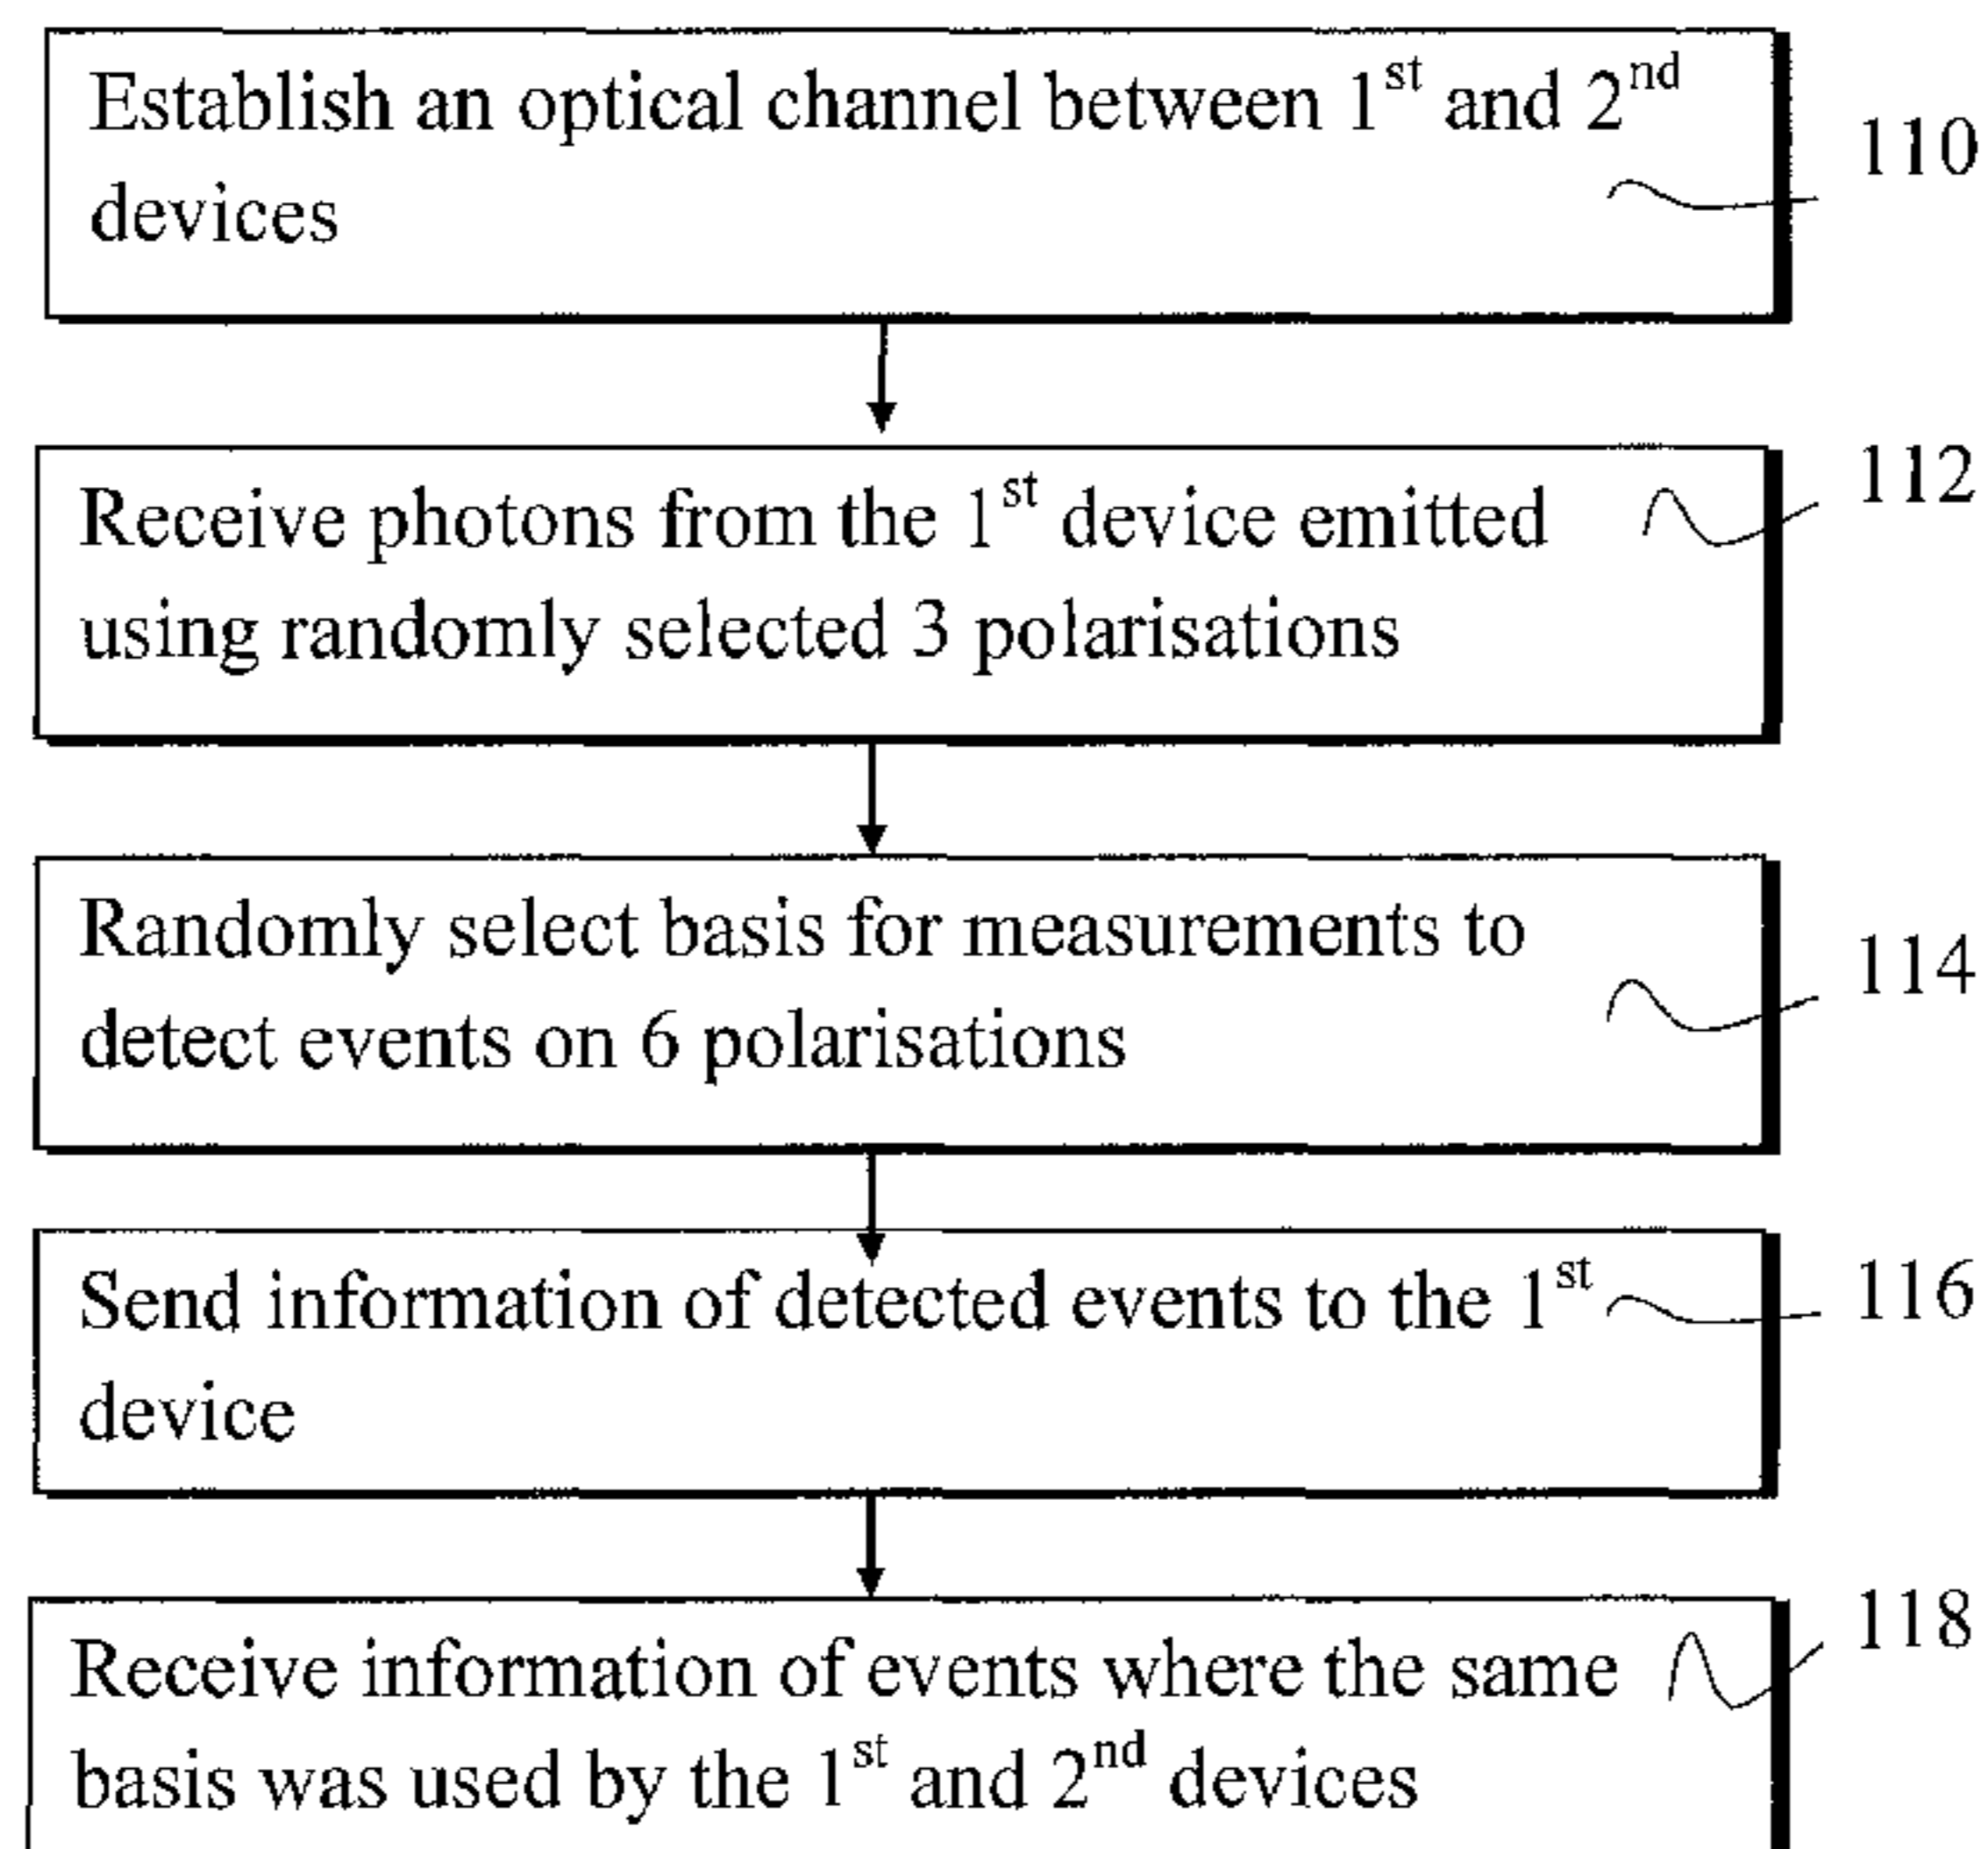 Establish an optical channel between 1st and 2nd
devices
110
Receive photons from the 1st device emitted
using randomly selected 3 polarisations
112
Randomly select basis for measurements to
detect events on 6 polarisations
114
Send information of detected events to the 1st
device
116
Receive information of events where the same
basis was used by the 1st and 2nd devices
118